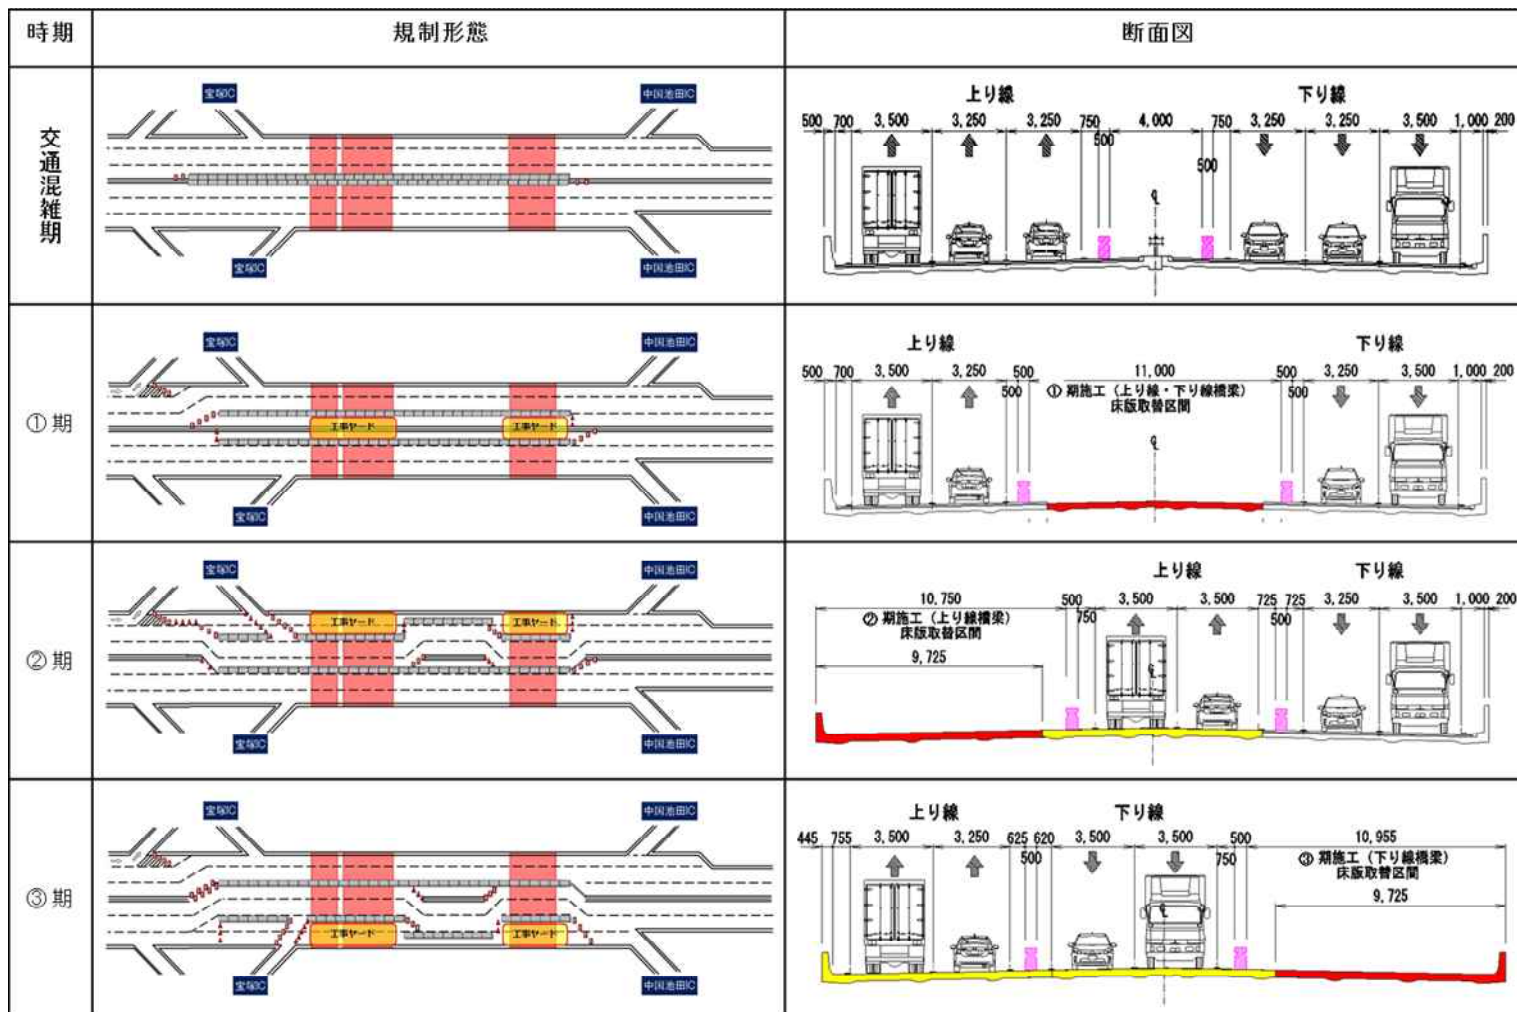 時期
規制形態
断面図
交通混雑期
宝塚IC
中国池田IC
宝塚IC
中国池田IC
上り線
下り線
500 700 3,500 3,250 3,250 750 500 4,000 500 750 3,250 3,250 3,500 1,000 200
①期
宝塚IC
中国池田IC
工事ヤード
工事ヤード
宝塚IC
中国池田IC
上り線
下り線
500 700 3,500 3,250 500 500 11,000 500 500 3,250 3,500 1,000 200
① 期施工（上り線・下り線橋梁）
床版取替区間
②期
宝塚IC
中国池田IC
工事ヤード
工事ヤード
宝塚IC
中国池田IC
上り線
下り線
10,750 500 750 3,500 3,500 725 500 725 3,250 3,500 1,000 200
② 期施工（上り線橋梁）
床版取替区間
9,725
③期
宝塚IC
中国池田IC
工事ヤード
工事ヤード
宝塚IC
中国池田IC
上り線
下り線
445 755 3,500 3,250 625 500 620 3,500 3,500 750 500 10,955
③ 期施工（下り線橋梁）
床版取替区間
9,725